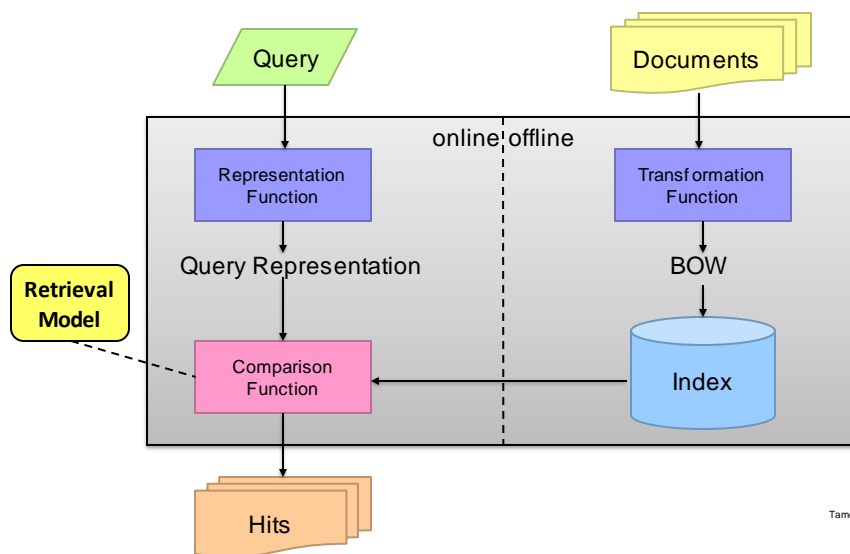 Query
Documents
online offline
Representation
Function
Transformation
Function
Query Representation
BOW
Retrieval
Model
Comparison
Function
Index
Hits